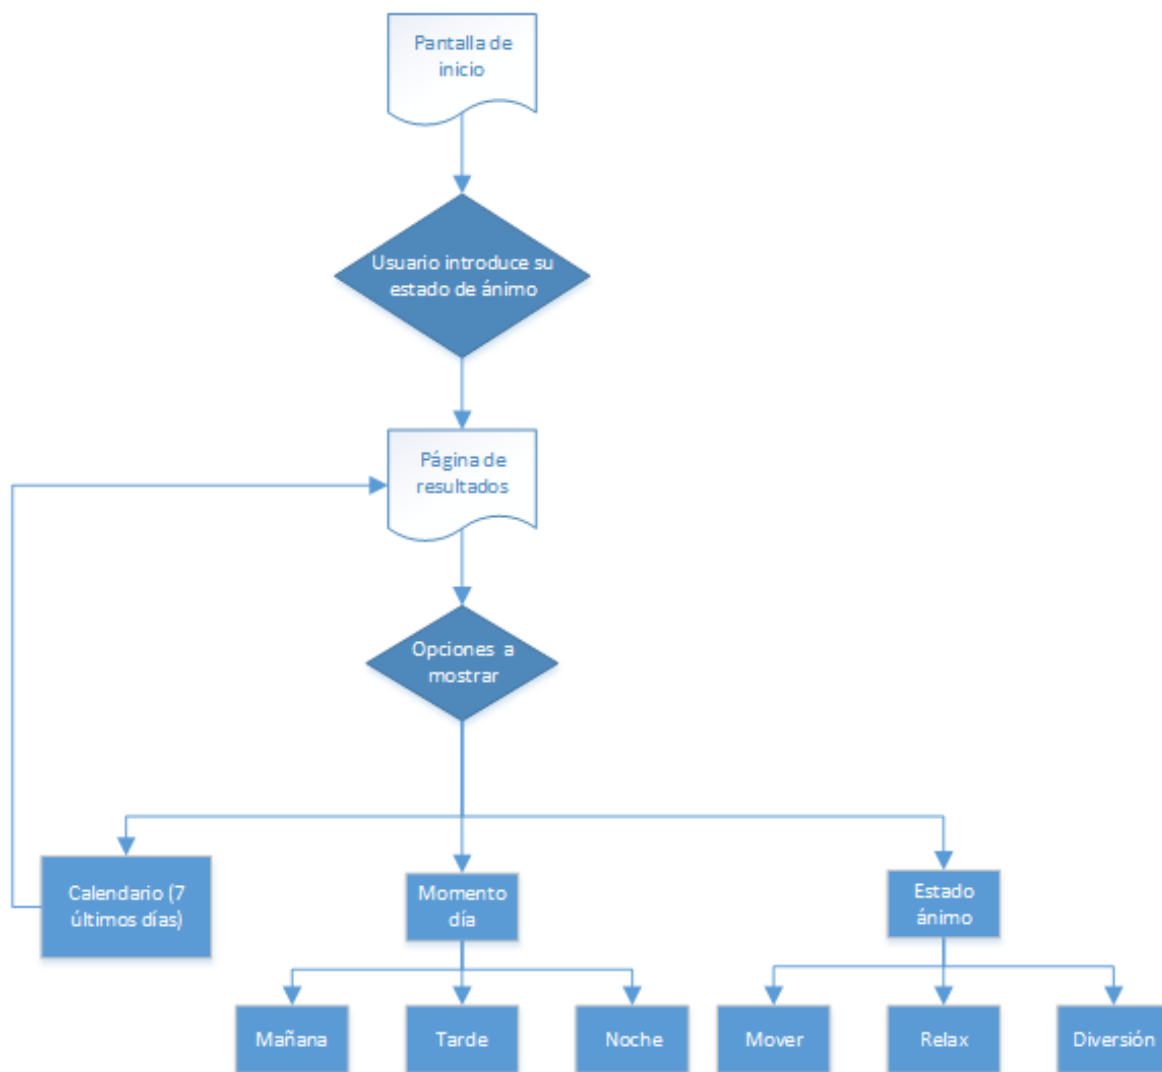 Pantalla de
inicio
Usuario introduce su
estado de ánimo
Página de
resultados
Opciones a
mostrar
Calendario (7
últimos días)
Momento
día
Estado
ánimo
Mañana
Tarde
Noche
Mover
Relax
Diversión